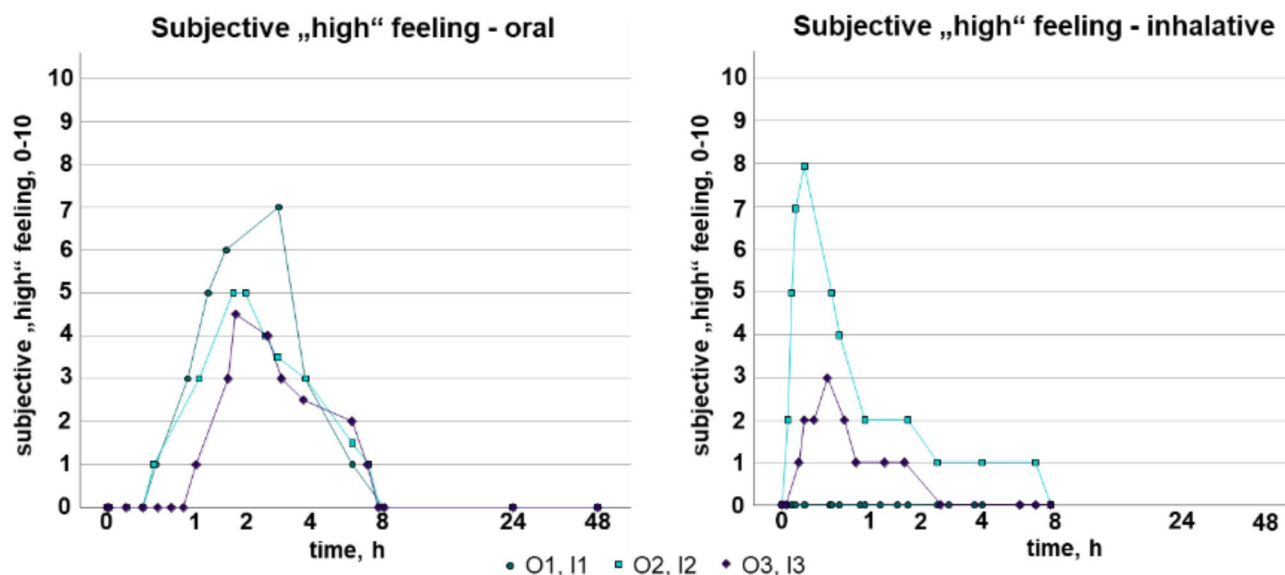 Subjective „high“ feeling - oral
subjective „high“ feeling, 0-10
10
9
8
7
6
5
4
3
2
1
0
0 1 2 4 8 24 48
time, h
Subjective „high“ feeling - inhalative
subjective „high“ feeling, 0-10
10
9
8
7
6
5
4
3
2
1
0
0 1 2 4 8 24 48
time, h
O1, I1 O2, I2 O3, I3